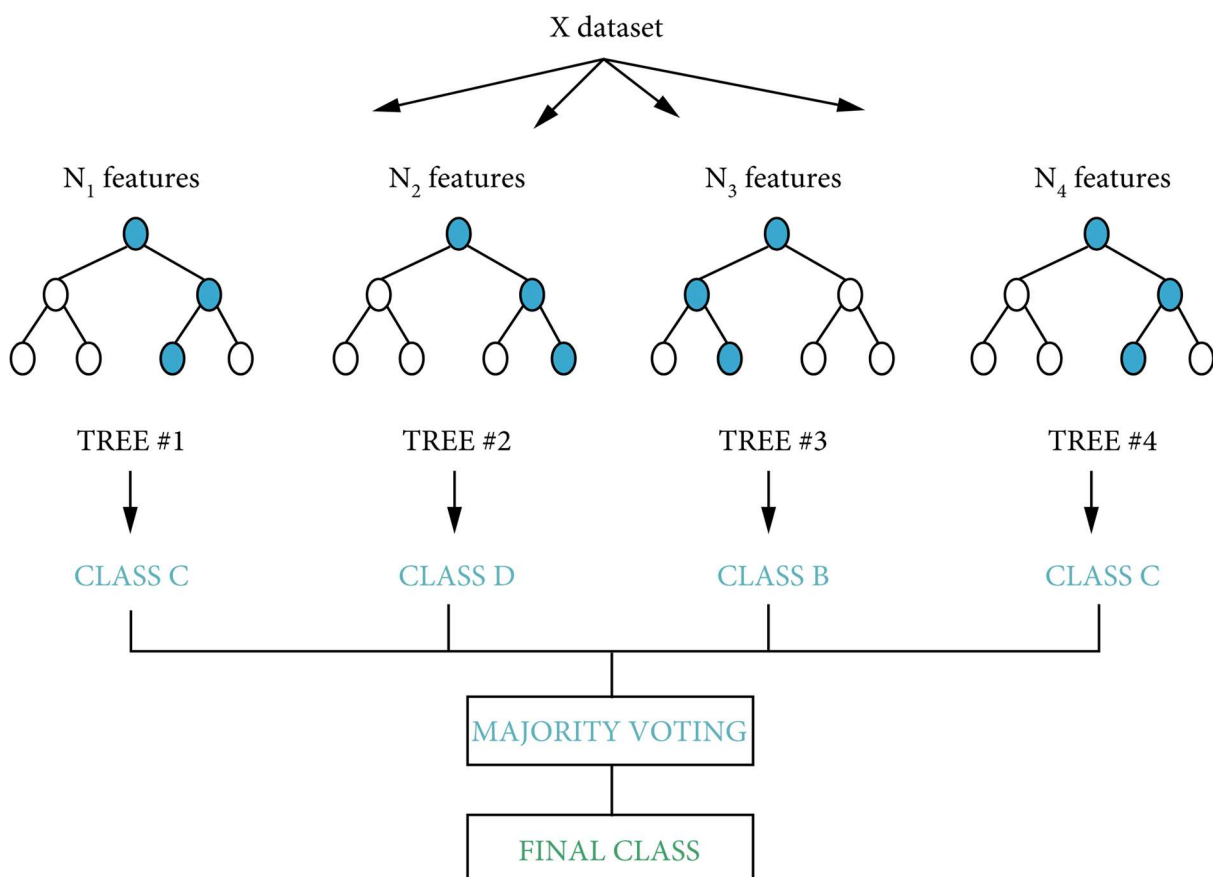 X dataset
N₁ features
N₂ features
N₃ features
N₄ features
TREE #1
TREE #2
TREE #3
TREE #4
CLASS C
CLASS D
CLASS B
CLASS C
MAJORITY VOTING
FINAL CLASS